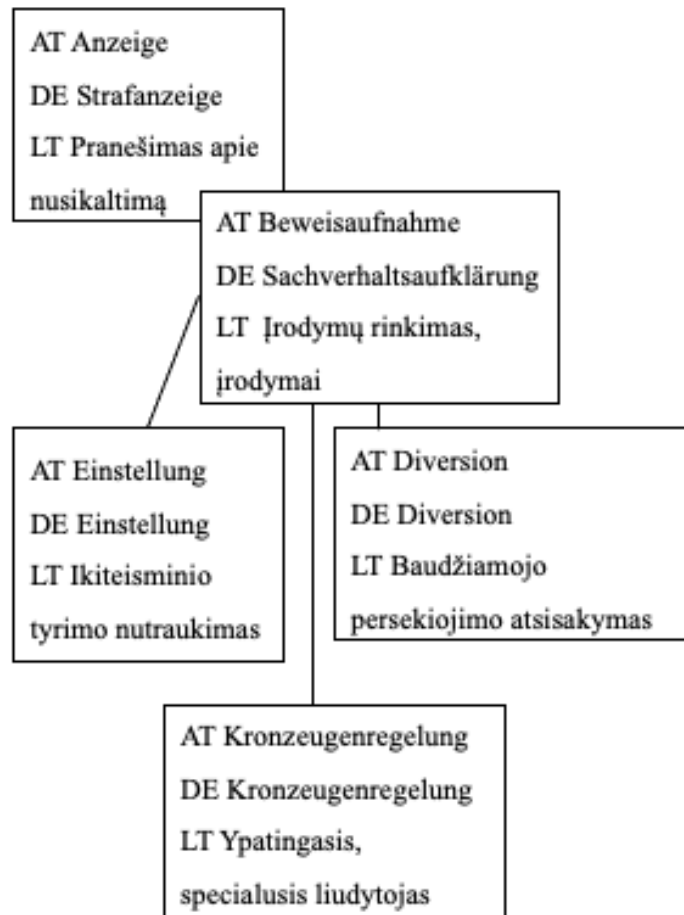 AT Anzeige
DE Strafanzeige
LT Pranešimas apie
nusikaltimą
AT Beweisaufnahme
DE Sachverhaltsaufklärung
LT Įrodymų rinkimas,
įrodymai
AT Einstellung
DE Einstellung
LT Ikiteisminio
tyrimo nutraukimas
AT Diversion
DE Diversion
LT Baudžiamojo
persekiojimo atsisakymas
AT Kronzeugenregelung
DE Kronzeugenregelung
LT Ypatingasis,
specialusis liudytojas